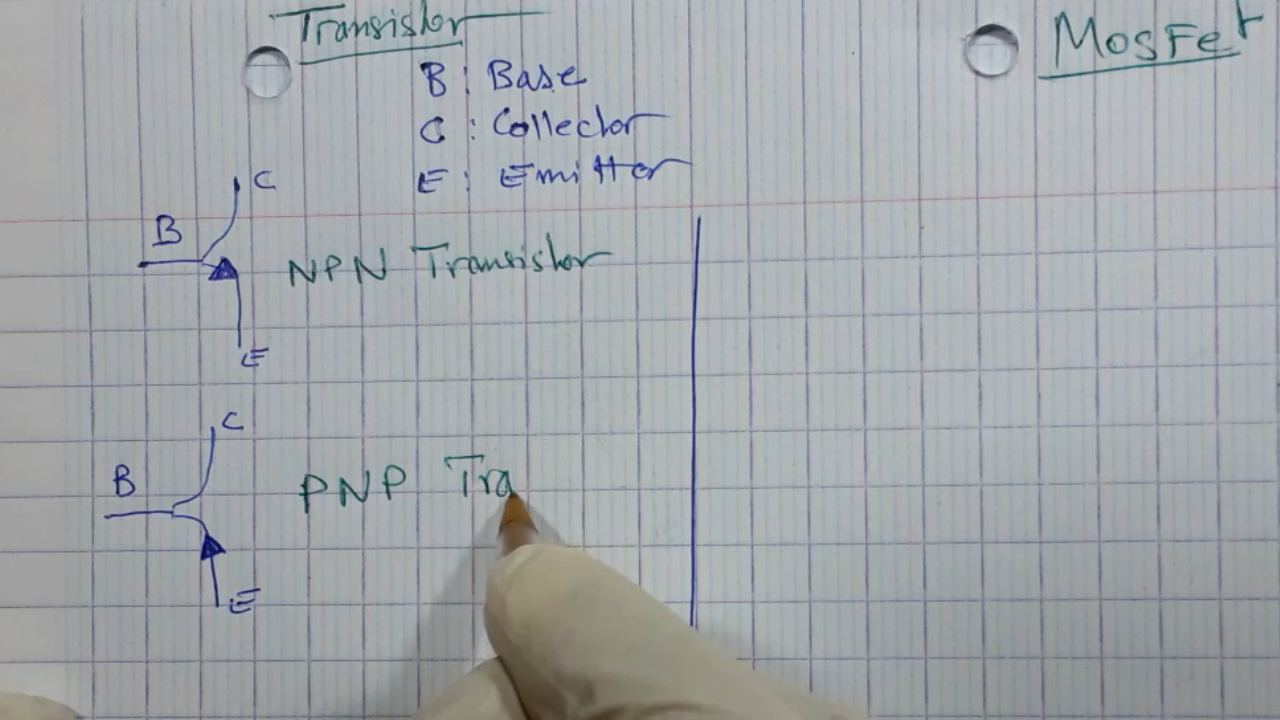 Transistor
B : Base
C : Collector
E : Emitter
C
B
NPN Transistor
E
C
B
PNP Tra
E
MosFet